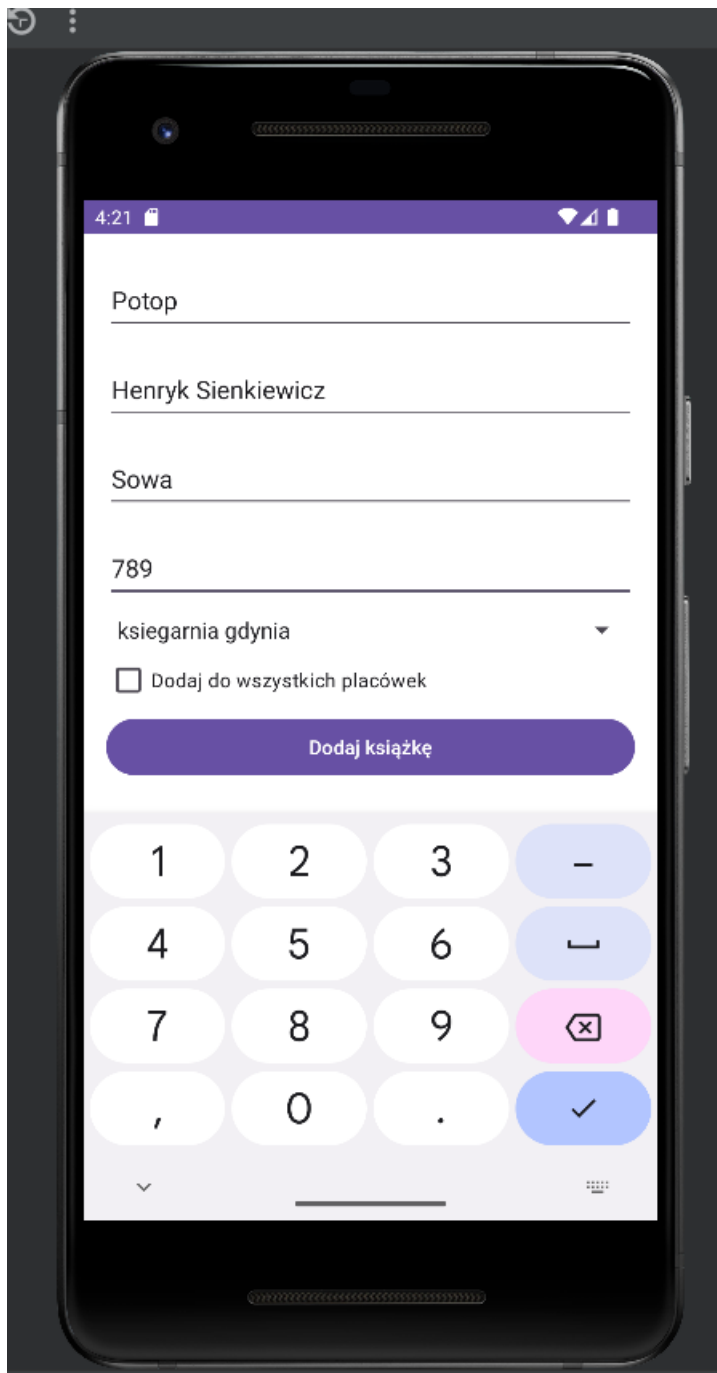 4:21
Potop
Henryk Sienkiewicz
Sowa
789
ksiegarnia gdynia
Dodaj do wszystkich placówek
Dodaj książkę
1 2 3 –
4 5 6
7 8 9
, 0 .